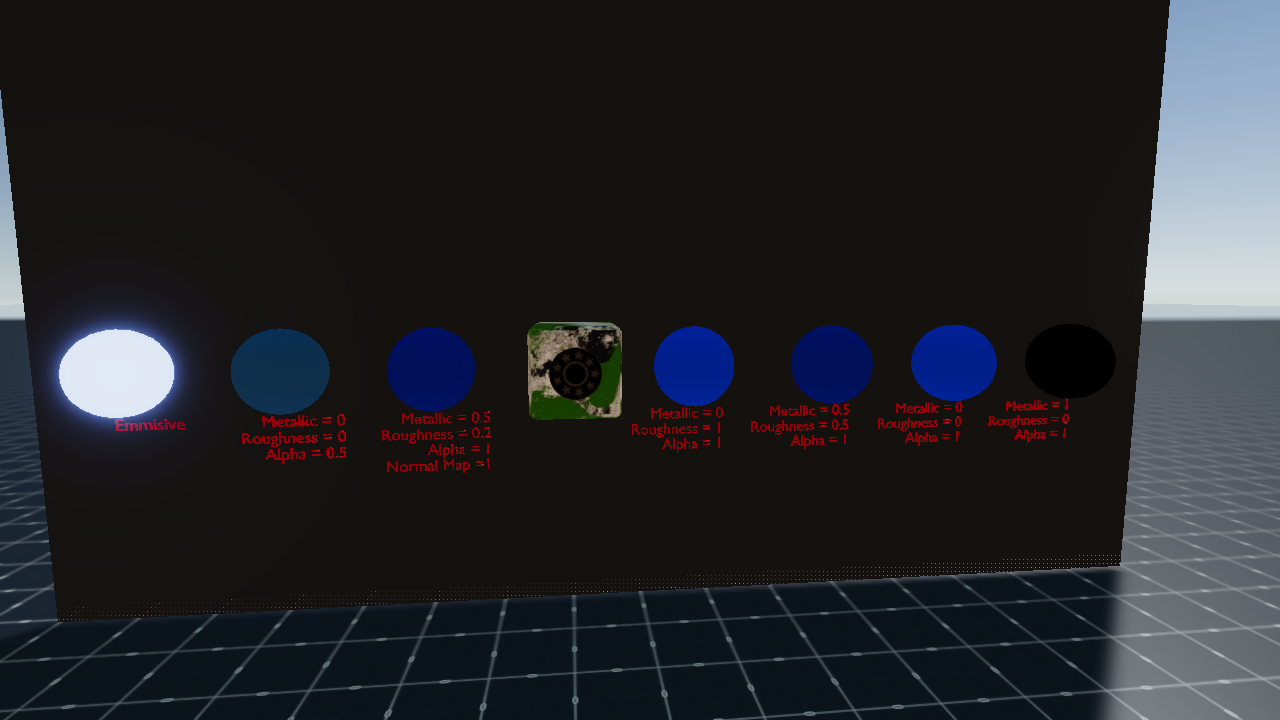 Emmisive
Metallic = 0
Roughness = 0
Alpha = 0.5
Metallic = 0.5
Roughness = 0.2
Alpha = 1
Normal Map =1
Metallic = 0
Roughness = 1
Alpha = 1
Metallic = 0.5
Roughness = 0.5
Alpha = 1
Metallic = 0
Roughness = 0
Alpha = 1
Metallic = 1
Roughness = 0
Alpha = 1